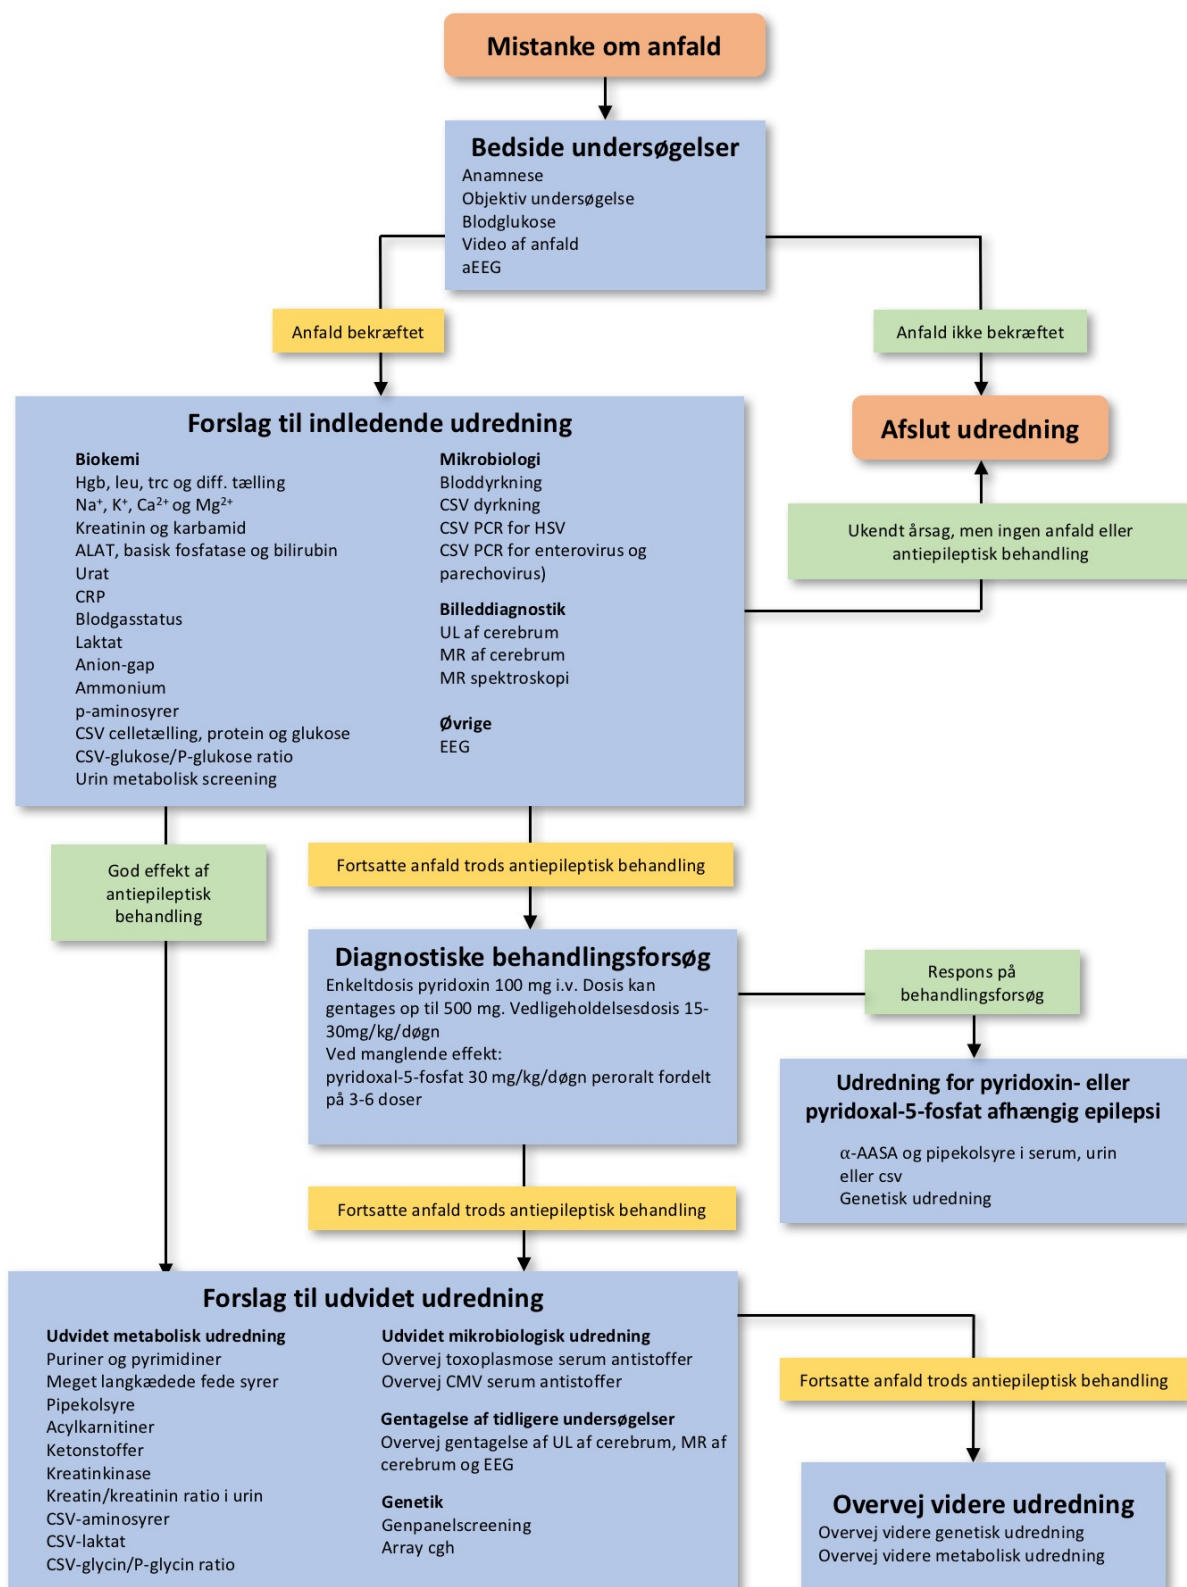 Mistanke om anfald
Bedside undersøgelser
Anamnese
Objektiv undersøgelse
Blodglukose
Video af anfald
aEEG
Anfald bekræftet
Anfald ikke bekræftet
Forslag til indledende udredning
Biokemi
Hgb, leu, trc og diff. tælling
Na⁺, K⁺, Ca²⁺ og Mg²⁺
Kreatinin og karbamid
ALAT, basisk fosfatase og bilirubin
Urat
CRP
Blodgasstatus
Laktat
Anion-gap
Ammonium
p-aminosyrer
CSV celletælling, protein og glukose
CSV-glukose/P-glukose ratio
Urin metabolisk screening
Mikrobiologi
Bloddyrkning
CSV dyrkning
CSV PCR for HSV
CSV PCR for enterovirus og
parechovirus)
Billeddiagnostik
UL af cerebrum
MR af cerebrum
MR spektroskopi
Øvrige
EEG
Afslut udredning
Ukendt årsag, men ingen anfald eller
antiepileptisk behandling
God effekt af
antiepileptisk
behandling
Fortsatte anfald trods antiepileptisk behandling
Diagnostiske behandlingsforsøg
Enkeltdosis pyridoxin 100 mg i.v. Dosis kan
gentages op til 500 mg. Vedligeholdelsesdosis 15-
30mg/kg/døgn
Ved manglende effekt:
pyridoxal-5-fosfat 30 mg/kg/døgn peroralt fordelt
på 3-6 doser
Respons på
behandlingsforsøg
Udredning for pyridoxin- eller
pyridoxal-5-fosfat afhængig epilepsi
α-AASA og pipekolsyre i serum, urin
eller csv
Genetisk udredning
Fortsatte anfald trods antiepileptisk behandling
Forslag til udvidet udredning
Udvidet metabolisk udredning
Puriner og pyrimidiner
Meget langkædede fede syrer
Pipekolsyre
Acylkarnitiner
Ketonstoffer
Kreatinkinase
Kreatin/kreatinin ratio i urin
CSV-aminosyrer
CSV-laktat
CSV-glycin/P-glycin ratio
Udvidet mikrobiologisk udredning
Overvej toxoplasmose serum antistoffer
Overvej CMV serum antistoffer
Gentagelse af tidligere undersøgelser
Overvej gentagelse af UL af cerebrum, MR af
cerebrum og EEG
Genetik
Genpanelscreening
Array cgh
Fortsatte anfald trods antiepileptisk behandling
Overvej videre udredning
Overvej videre genetisk udredning
Overvej videre metabolisk udredning